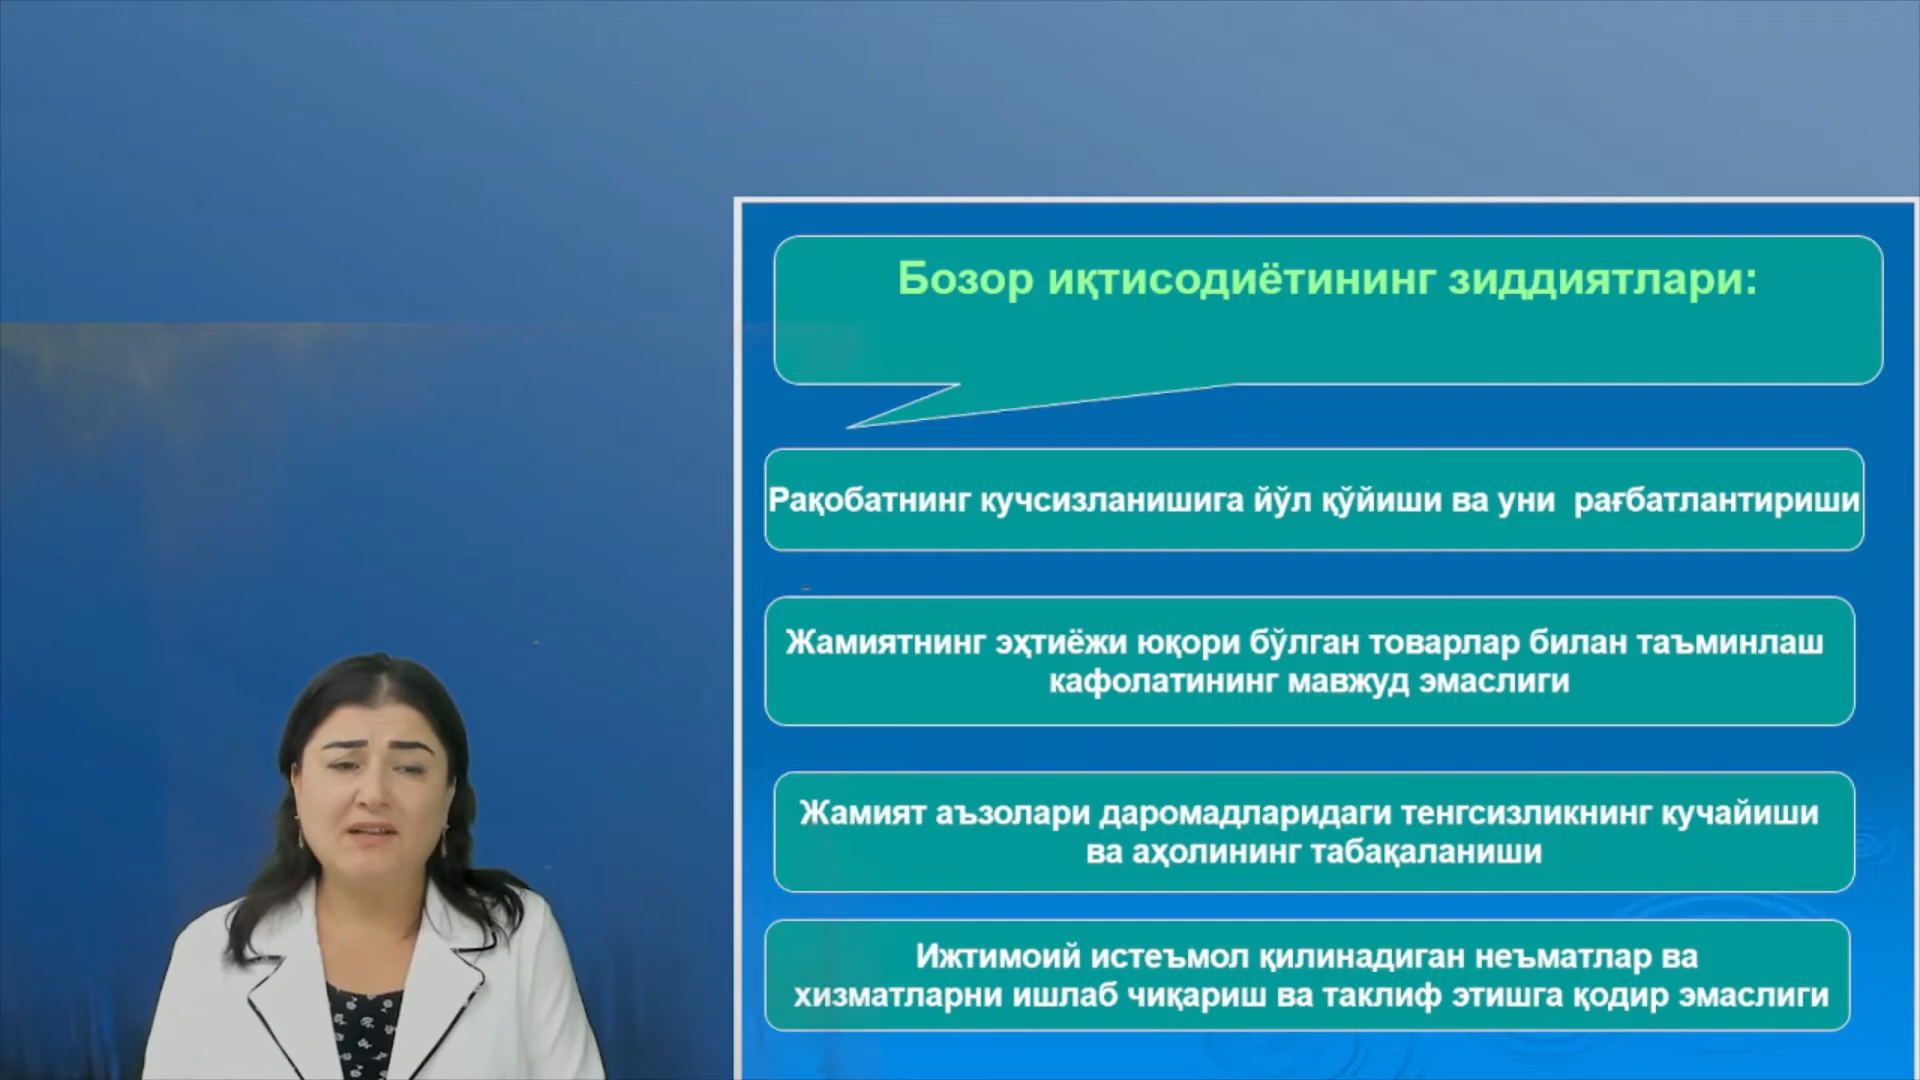 Бозор иқтисодиётининг зиддиятлари:
Рақобатнинг кучсизланишига йўл қўйиши ва уни рағбатлантириши
Жамиятнинг эҳтиёжи юқори бўлган товарлар билан таъминлаш
кафолатининг мавжуд эмаслиги
Жамият аъзолари даромадларидаги тенгсизликнинг кучайиши
ва аҳолининг табақаланиши
Ижтимоий истеъмол қилинадиган неъматлар ва
хизматларни ишлаб чиқариш ва таклиф этишга қодир эмаслиги